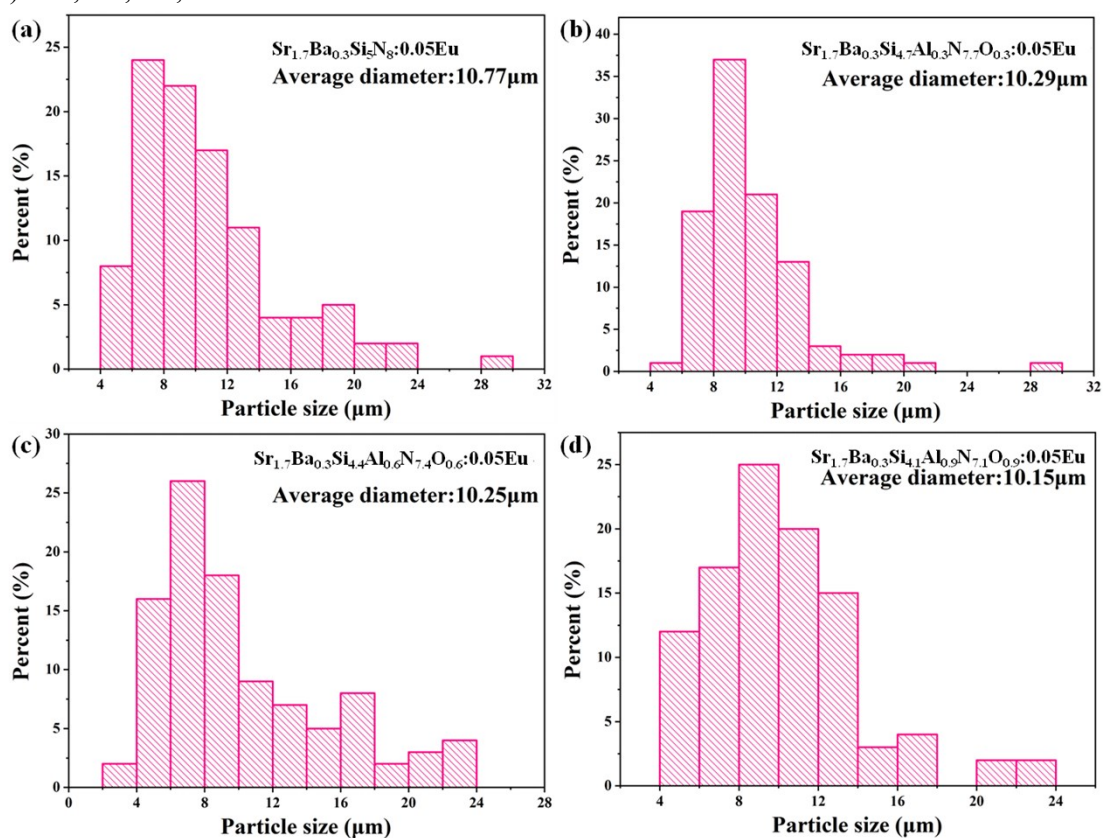 (a)
Sr1.7Ba0.3Si5N8:0.05Eu
Average diameter:10.77μm
25
20
15
10
5
0
Percent (%)
4 8 12 16 20 24 28 32
Particle size (μm)
(b)
Sr1.7Ba0.3Si4.7Al0.3N7.7O0.3:0.05Eu
Average diameter:10.29μm
40
35
30
25
20
15
10
5
0
Percent (%)
4 8 12 16 20 24 28 32
Particle size (μm)
(c)
Sr1.7Ba0.3Si4.4Al0.6N7.4O0.6:0.05Eu
Average diameter:10.25μm
30
25
20
15
10
5
0
Percent (%)
0 4 8 12 16 20 24 28
Particle size (μm)
(d)
Sr1.7Ba0.3Si4.1Al0.9N7.1O0.9:0.05Eu
Average diameter:10.15μm
25
20
15
10
5
0
Percent (%)
4 8 12 16 20 24
Particle size (μm)